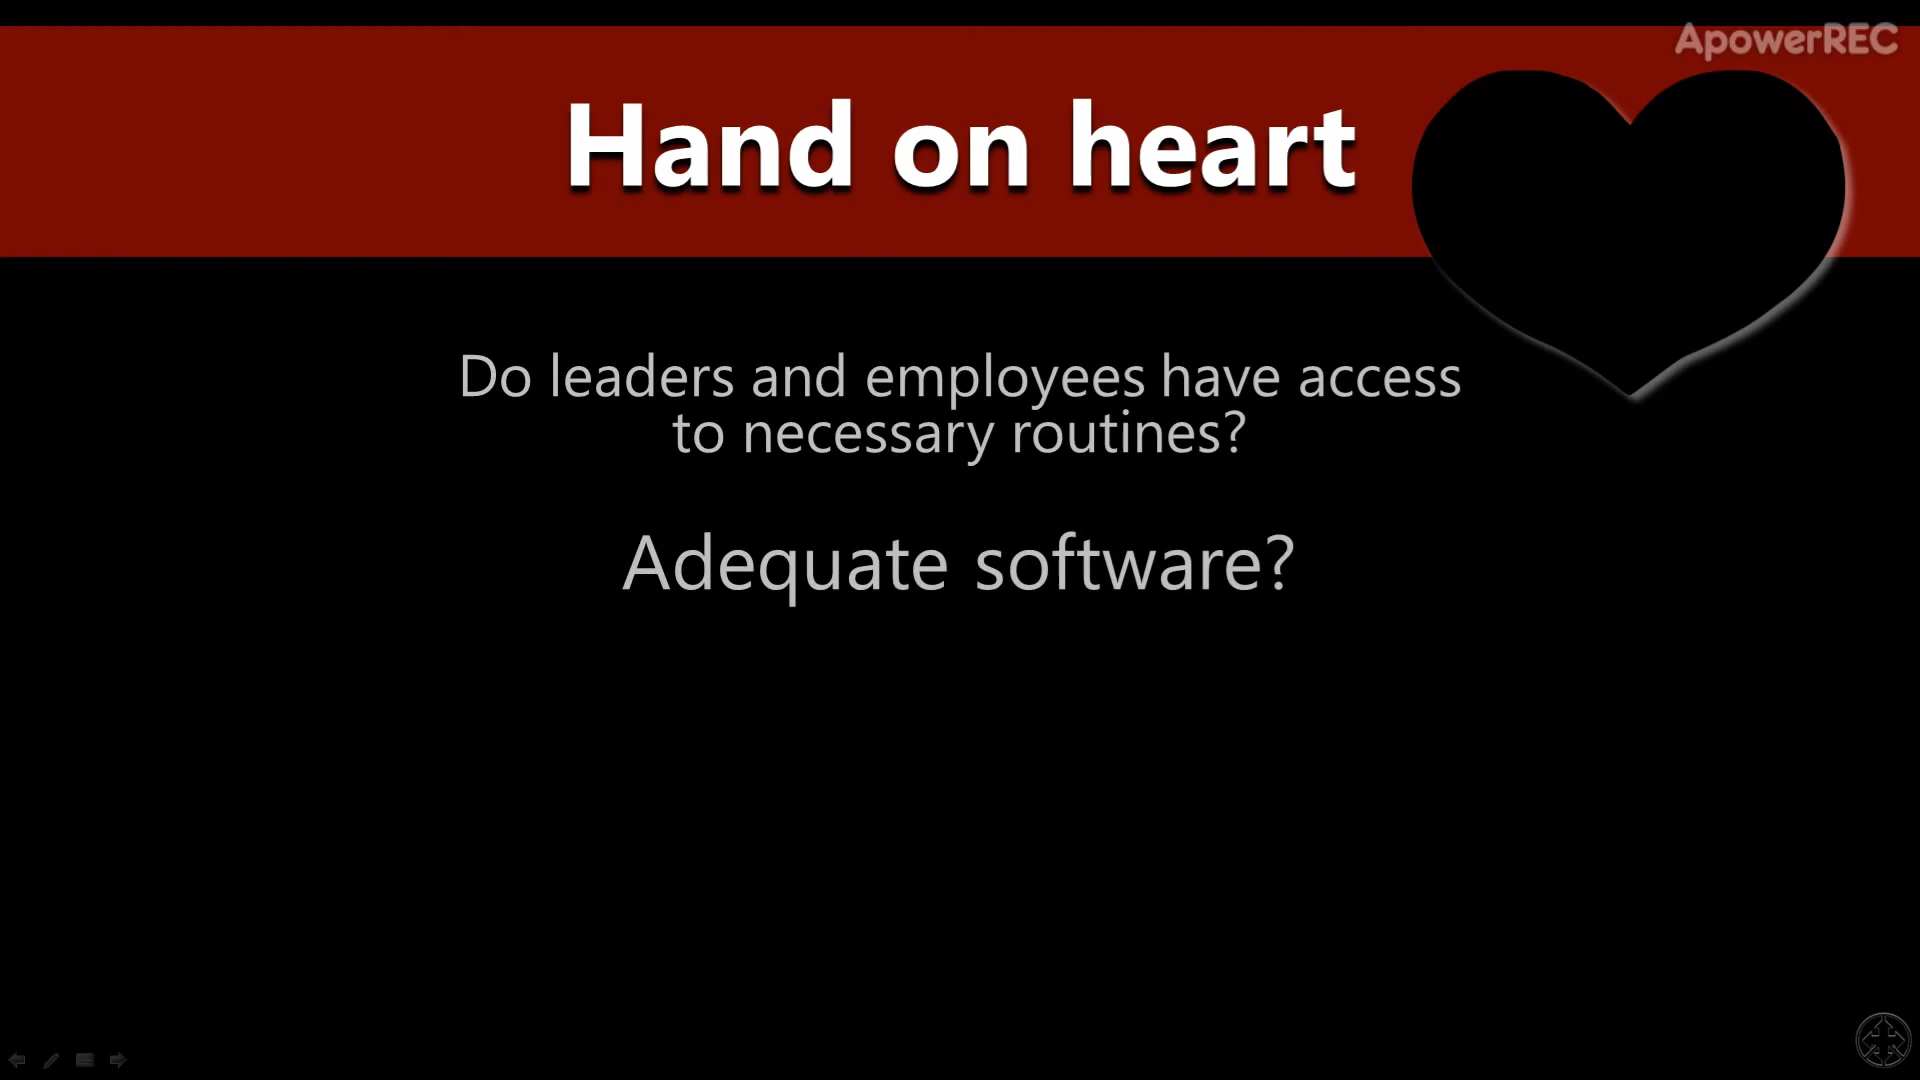 ApowerREC
Hand on heart
Do leaders and employees have access
to necessary routines?
Adequate software?